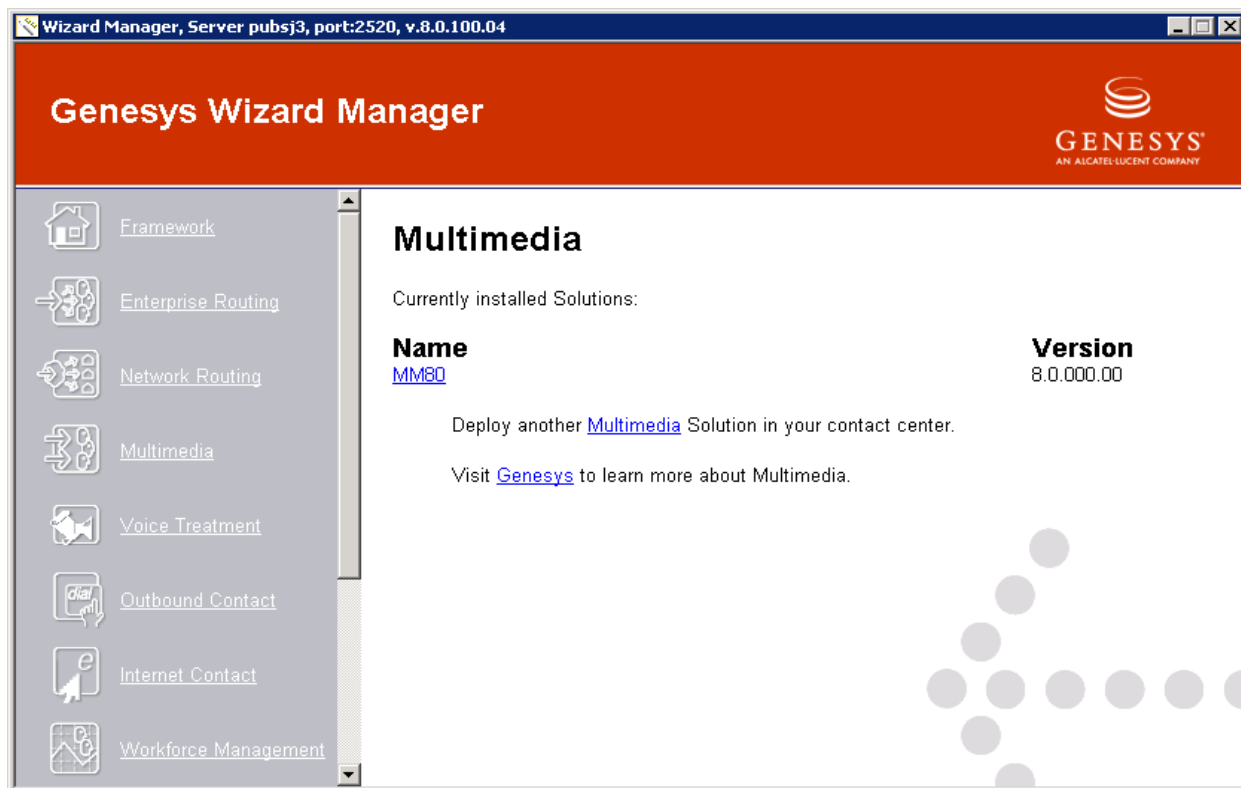 Wizard Manager, Server pubsj3, port:2520, v.8.0.100.04
Genesys Wizard Manager
GENESYS®
AN ALCATEL-LUCENT COMPANY
Framework
Enterprise Routing
Network Routing
Multimedia
Voice Treatment
dial
Outbound Contact
e
Internet Contact
Workforce Management
Multimedia
Currently installed Solutions:
Name Version
MM80 8.0.000.00
Deploy another Multimedia Solution in your contact center.
Visit Genesys to learn more about Multimedia.